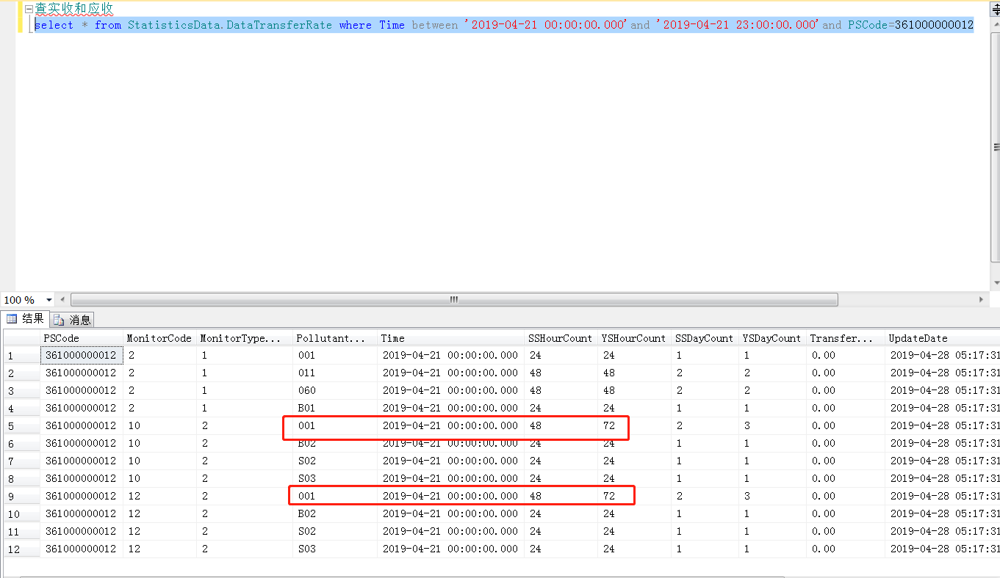 查实收和应收
select * from StatisticsData.DataTransferRate where Time between '2019-04-21 00:00:00.000'and '2019-04-21 23:00:00.000'and PSCode=361000000012
100 %
结果 消息
PSCode MonitorCode MonitorType... Pollutant... Time SSHourCount YSHourCount SSDayCount YSDayCount Transfer... UpdateDate
1 361000000012 2 1 001 2019-04-21 00:00:00.000 24 24 1 1 0.00 2019-04-28 05:17:31
2 361000000012 2 1 011 2019-04-21 00:00:00.000 48 48 2 2 0.00 2019-04-28 05:17:31
3 361000000012 2 1 060 2019-04-21 00:00:00.000 48 48 2 2 0.00 2019-04-28 05:17:31
4 361000000012 2 1 B01 2019-04-21 00:00:00.000 24 24 1 1 0.00 2019-04-28 05:17:31
5 361000000012 10 2 001 2019-04-21 00:00:00.000 48 72 2 3 0.00 2019-04-28 05:17:31
6 361000000012 10 2 B02 2019-04-21 00:00:00.000 24 24 1 1 0.00 2019-04-28 05:17:31
7 361000000012 10 2 S02 2019-04-21 00:00:00.000 24 24 1 1 0.00 2019-04-28 05:17:31
8 361000000012 10 2 S03 2019-04-21 00:00:00.000 24 24 1 1 0.00 2019-04-28 05:17:31
9 361000000012 12 2 001 2019-04-21 00:00:00.000 48 72 2 3 0.00 2019-04-28 05:17:31
10 361000000012 12 2 B02 2019-04-21 00:00:00.000 24 24 1 1 0.00 2019-04-28 05:17:31
11 361000000012 12 2 S02 2019-04-21 00:00:00.000 24 24 1 1 0.00 2019-04-28 05:17:31
12 361000000012 12 2 S03 2019-04-21 00:00:00.000 24 24 1 1 0.00 2019-04-28 05:17:31